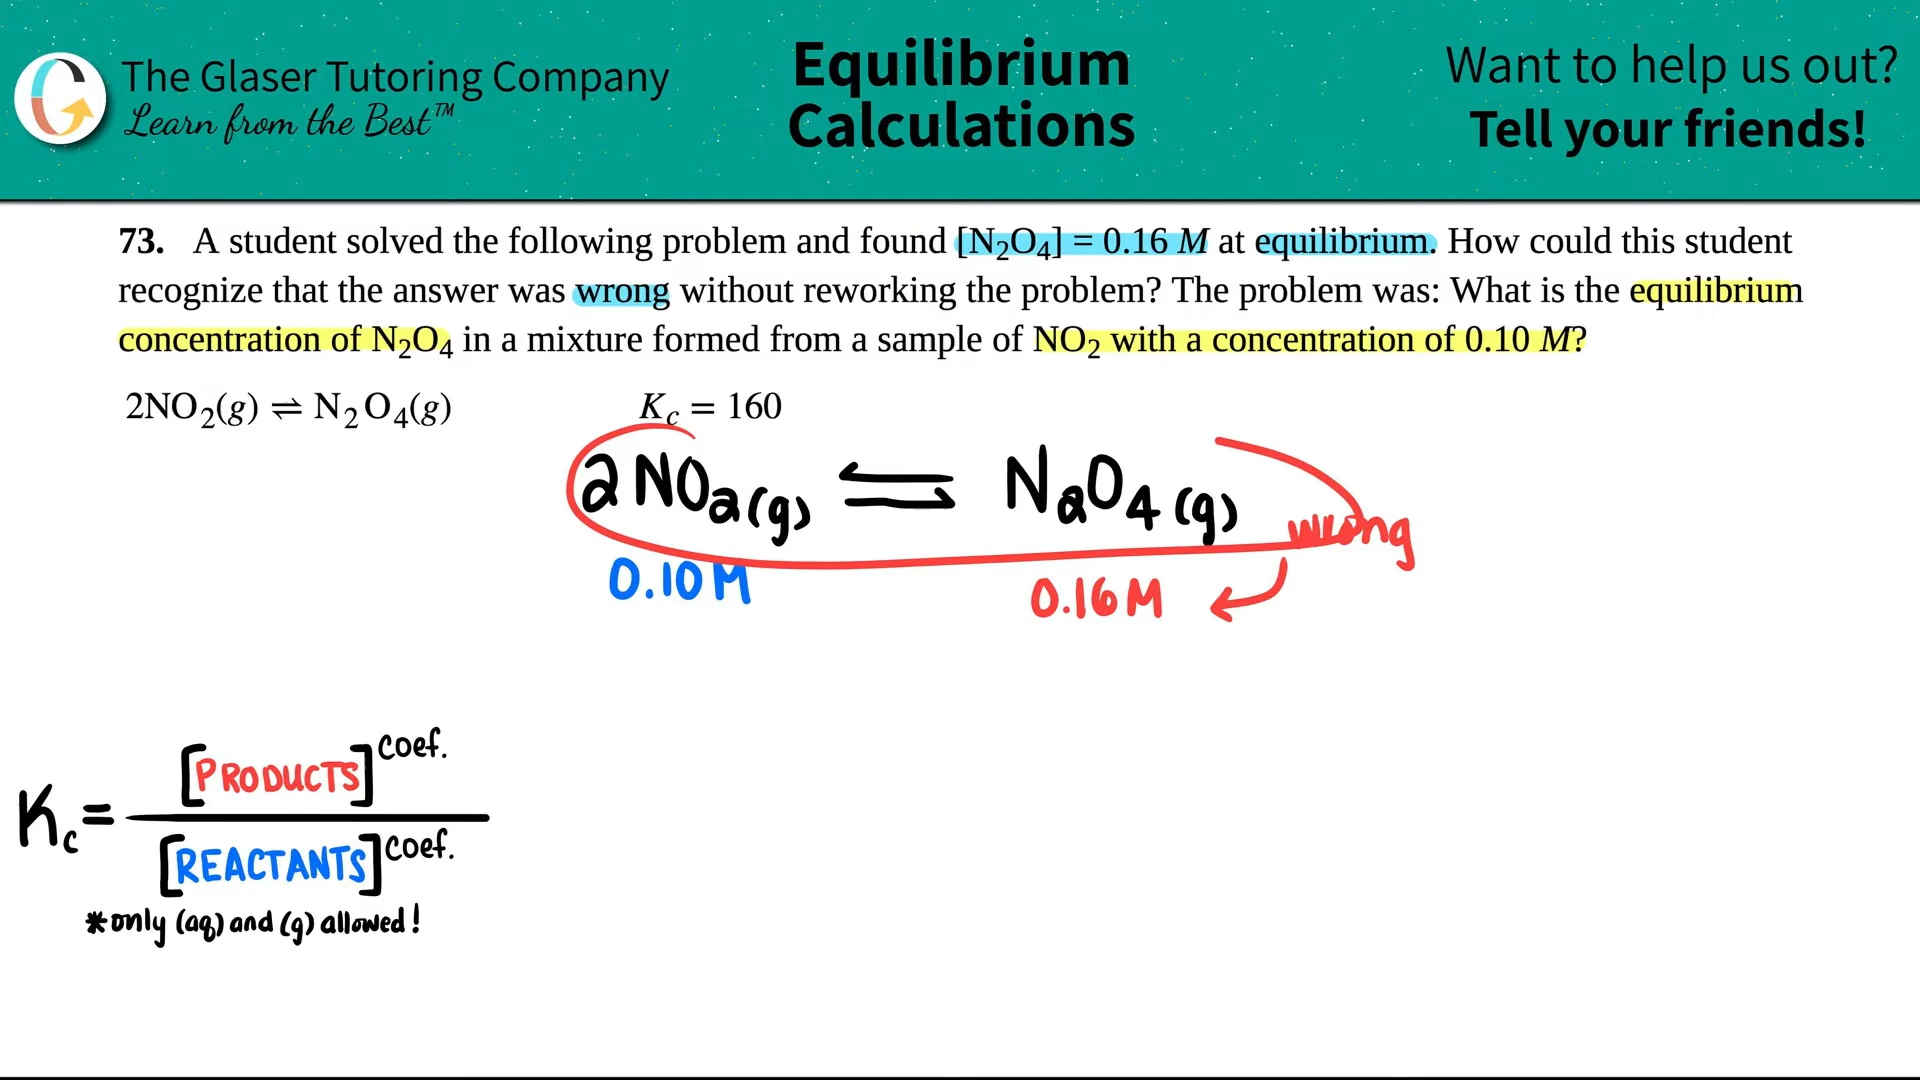 The Glaser Tutoring Company
Learn from the Best™
Equilibrium
Calculations
Want to help us out?
Tell your friends!
73. A student solved the following problem and found [N₂O₄] = 0.16 M at equilibrium. How could this student
recognize that the answer was wrong without reworking the problem? The problem was: What is the equilibrium
concentration of N₂O₄ in a mixture formed from a sample of NO₂ with a concentration of 0.10 M?
2NO₂(g) ⇌ N₂O₄(g) K𝒸 = 160
2NO₂(g) ⇌ N₂O₄(g)
wrong
0.10M 0.16M
Kc = [PRODUCTS]^coef.
[REACTANTS]^coef.
*only (aq) and (g) allowed!